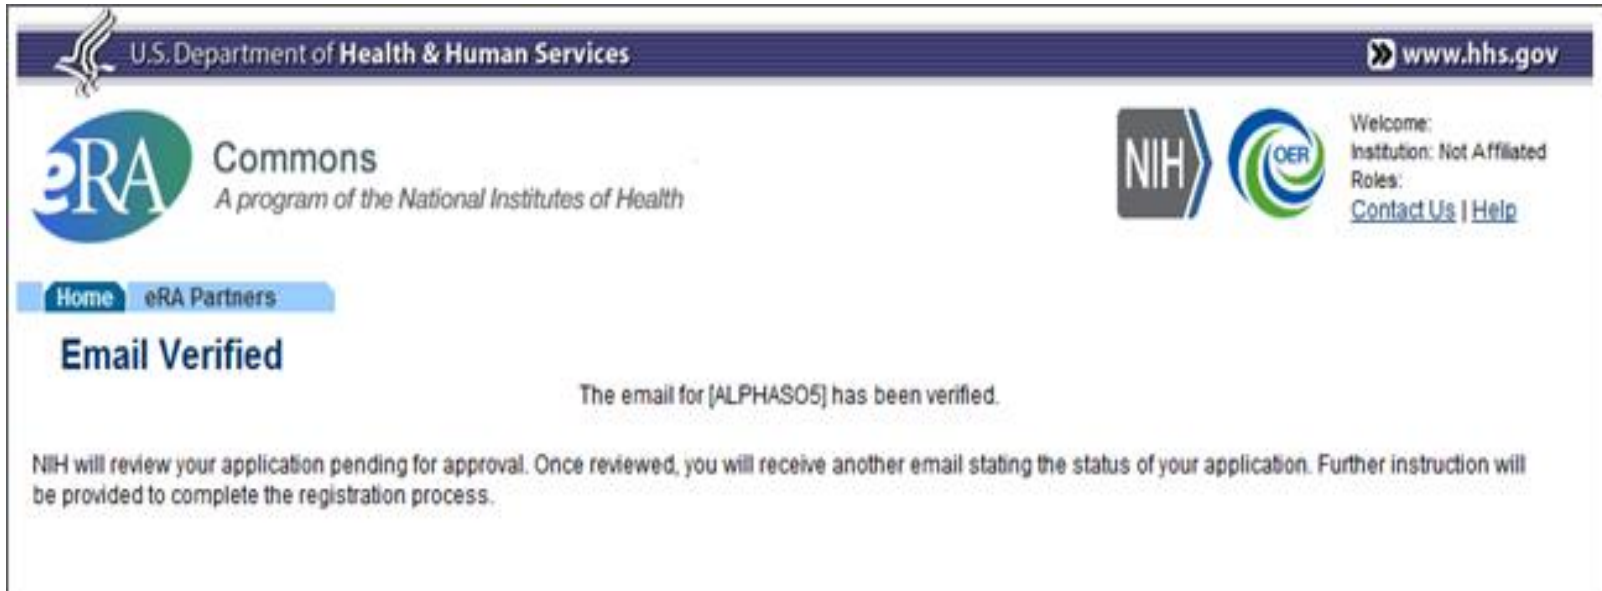 U.S. Department of Health & Human Services
www.hhs.gov
eRA
Commons
A program of the National Institutes of Health
NIH
OER
Welcome:
Institution: Not Affiliated
Roles:
Contact Us | Help
Home eRA Partners
Email Verified
The email for [ALPHASO5] has been verified.
NIH will review your application pending for approval. Once reviewed, you will receive another email stating the status of your application. Further instruction will
be provided to complete the registration process.